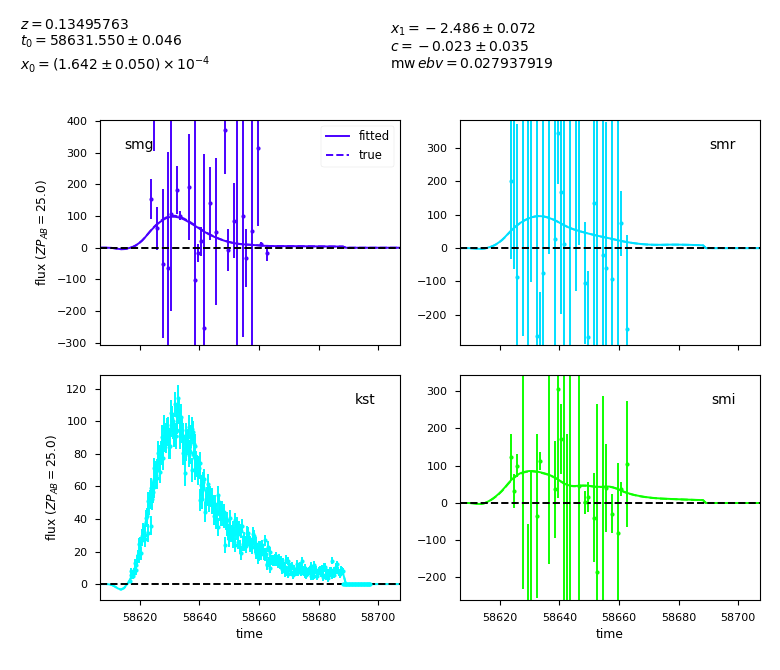 z = 0.13495763
t₀ = 58631.550 ± 0.046
x₀ = (1.642 ± 0.050) × 10⁻⁴
x₁ = −2.486 ± 0.072
c = −0.023 ± 0.035
mw ebv = 0.027937919
smg
fitted
true
400
300
200
100
0
−100
−200
−300
flux (ZP_AB = 25.0)
smr
300
200
100
0
−100
−200
kst
120
100
80
60
40
20
0
flux (ZP_AB = 25.0)
58620 58640 58660 58680 58700
time
smi
300
200
100
0
−100
−200
58620 58640 58660 58680 58700
time